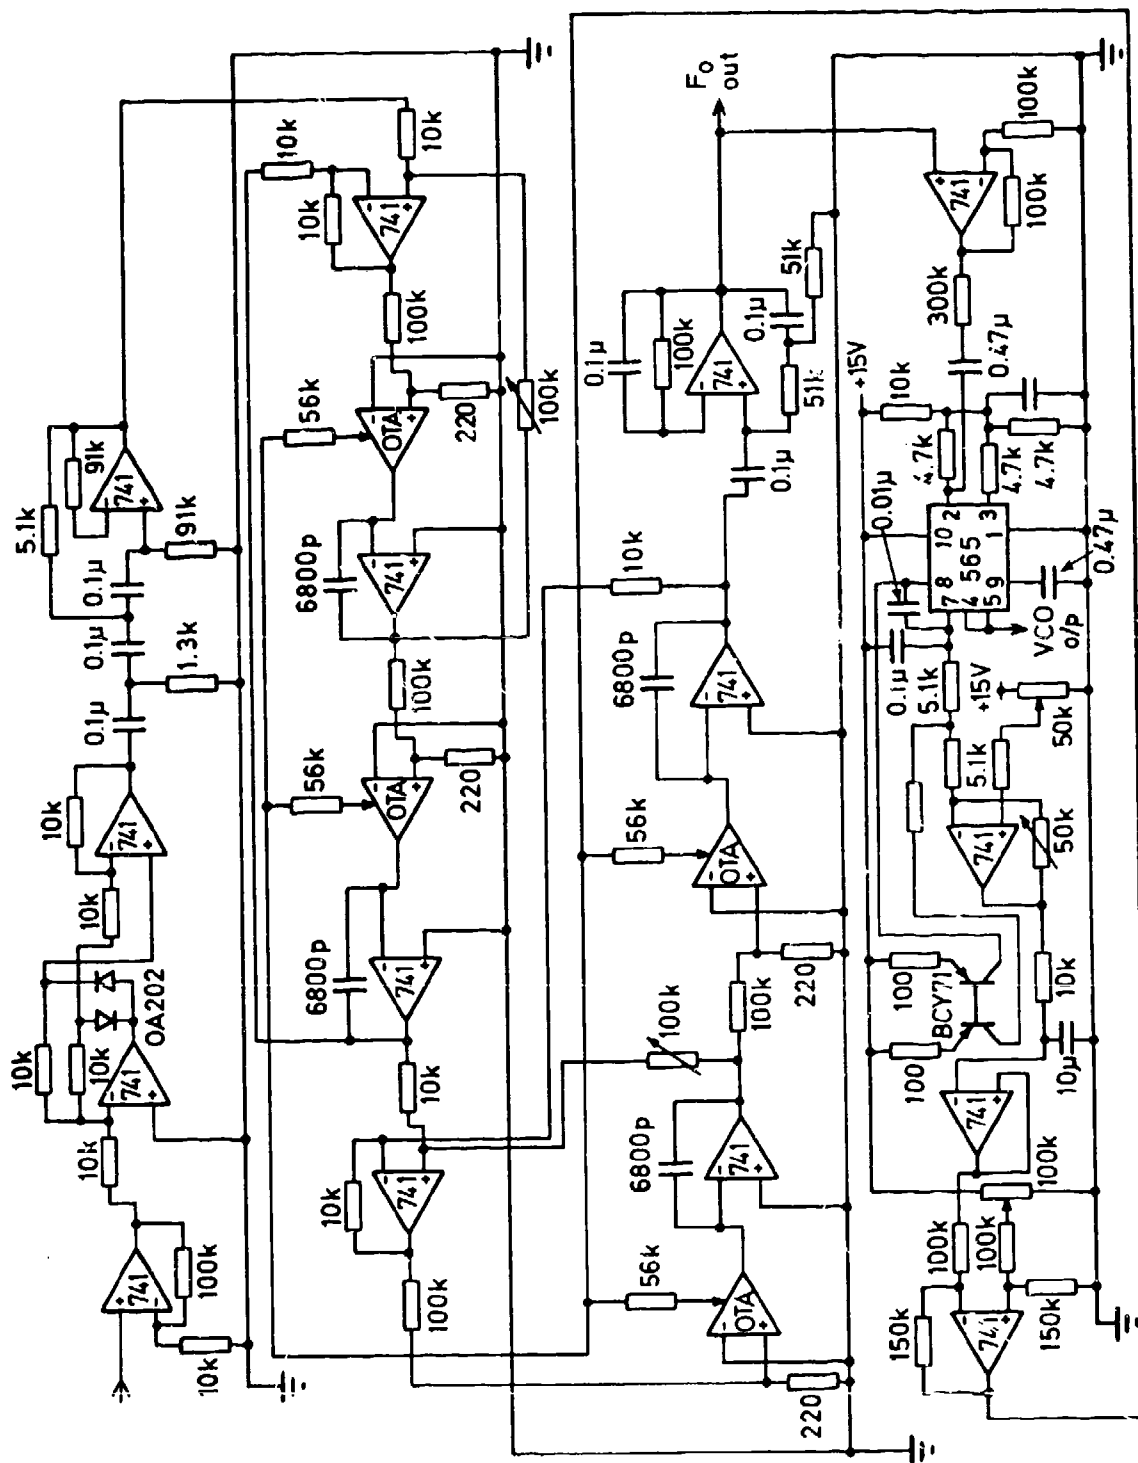 10k
741
100k
10k
10k
10k
741
OA202
10k
10k
741
0.1µ
1.3k
0.1µ
0.1µ
5.1k
91k
741
91k
10k
10k
10k
741
100k
56k
OTA
220
100k
6800p
741
100k
56k
OTA
220
6800p
741
10k
10k
741
100k
56k
OTA
220
6800p
741
100k
100k
56k
OTA
220
6800p
741
10k
0.1µ
0.1µ
100k
741
51k
0.1µ
51k
Fo
out
741
100k
100k
300k
0.47µ
+15V
10k
4.7k
4.7k
4.7k
0.01µ
0.1µ
7 8 10 2
4 565 3
5 9 1
0.47µ
VCO
o/p
5.1k
+15V
50k
5.1k
741
50k
10k
10µ
100
BCY71
100
741
100k
100k
100k
150k
741
150k